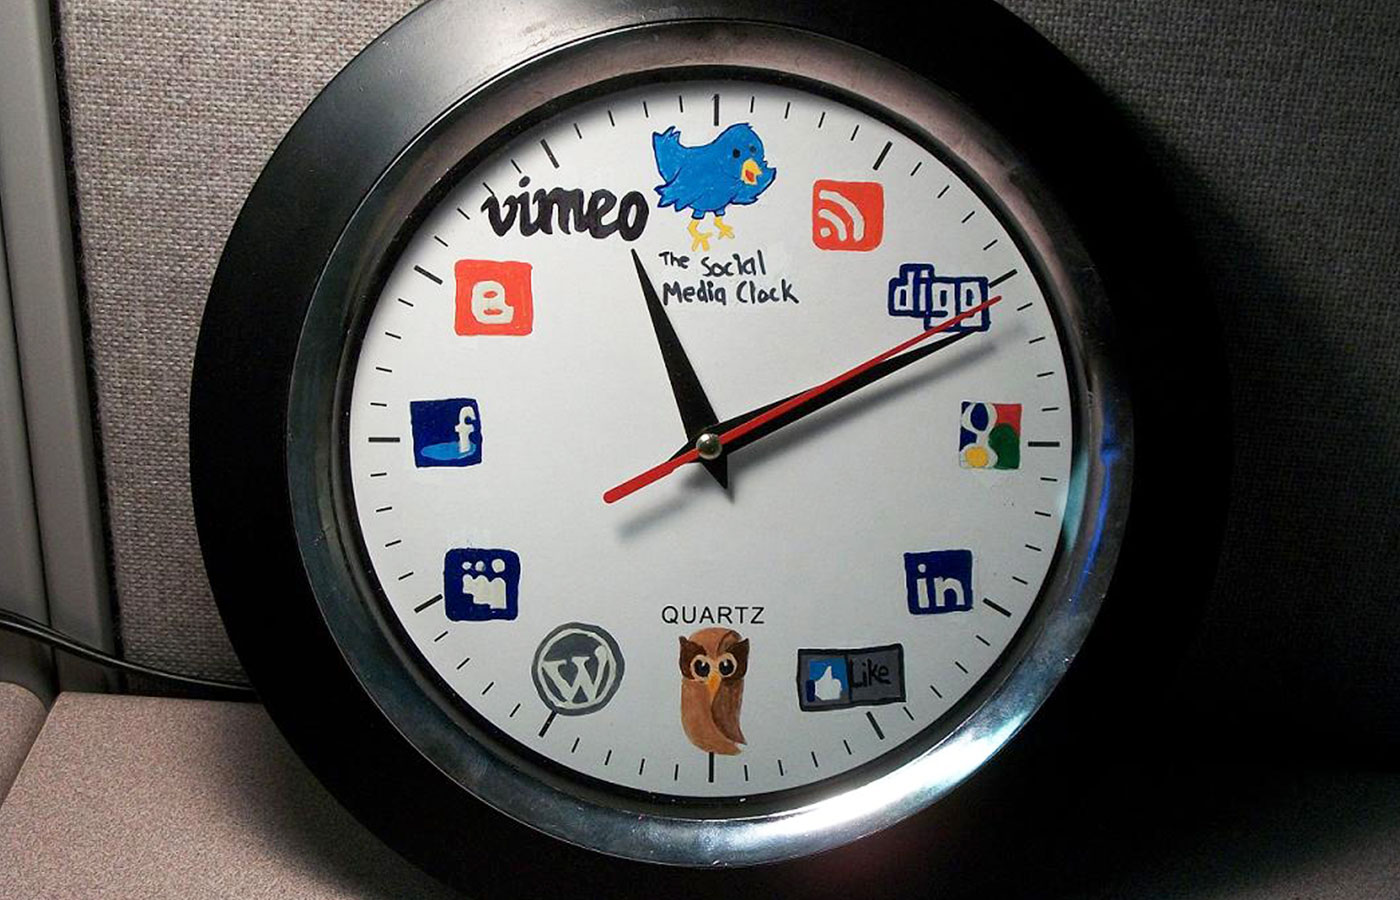 vimeo
The Social
Media Clock
digg
f
in
QUARTZ
W
Like